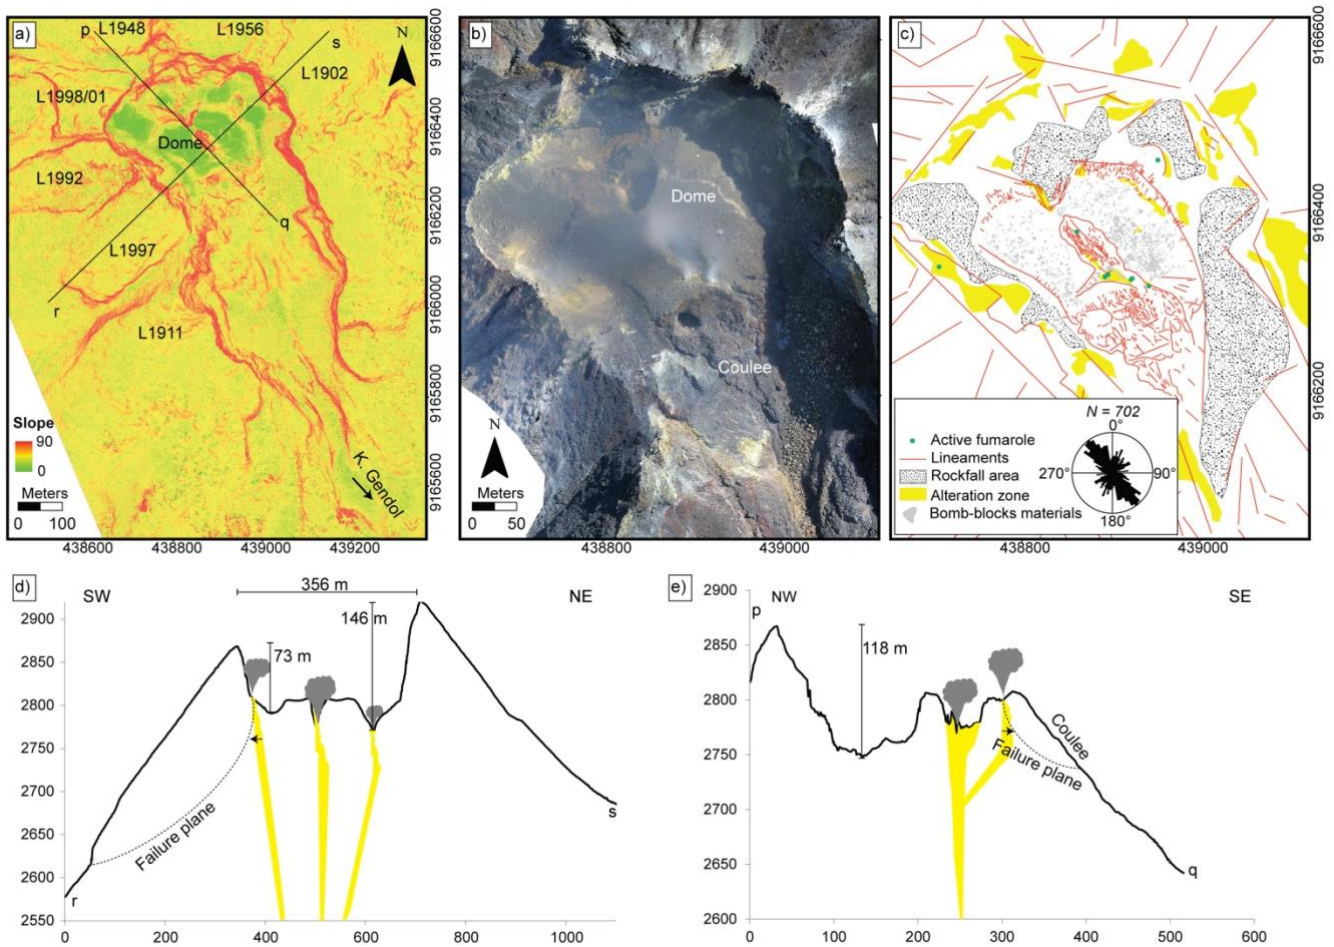 a)
p
L1948
L1956
s
N
L1902
L1998/01
Dome
L1992
q
L1997
r
L1911
Slope
90
0
Meters
0 100
K. Gendol
438600 438800 439000 439200
9166600
9166400
9166200
9166000
9165800
9165600
b)
Dome
Coulee
N
Meters
0 50
438800 439000
c)
N = 702
0°
270° 90°
180°
Active fumarole
Lineaments
Rockfall area
Alteration zone
Bomb-blocks materials
438800 439000
9166600
9166400
9166200
d)
SW
356 m
NE
146 m
73 m
Failure plane
r
s
2900
2850
2800
2750
2700
2650
2600
2550
0 200 400 600 800 1000
e)
p
NW
SE
118 m
Coulee
Failure plane
q
2900
2850
2800
2750
2700
2650
2600
0 100 200 300 400 500 600